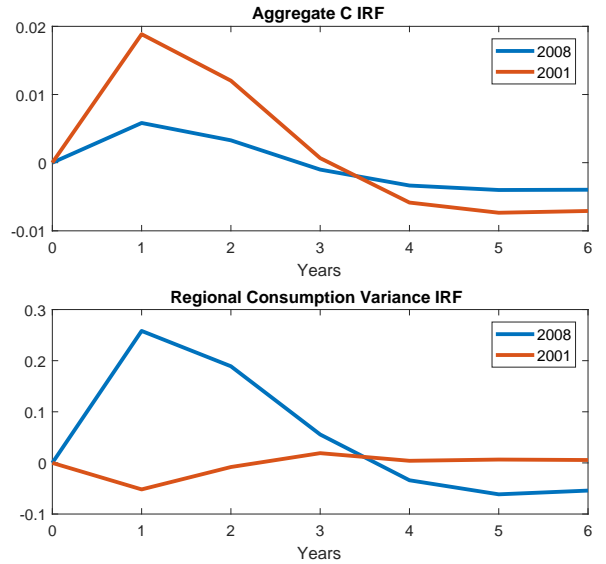 Aggregate C IRF
0.02
0.01
0
-0.01
2008
2001
0 1 2 3 4 5 6
Years
Regional Consumption Variance IRF
0.3
0.2
0.1
0
-0.1
2008
2001
0 1 2 3 4 5 6
Years